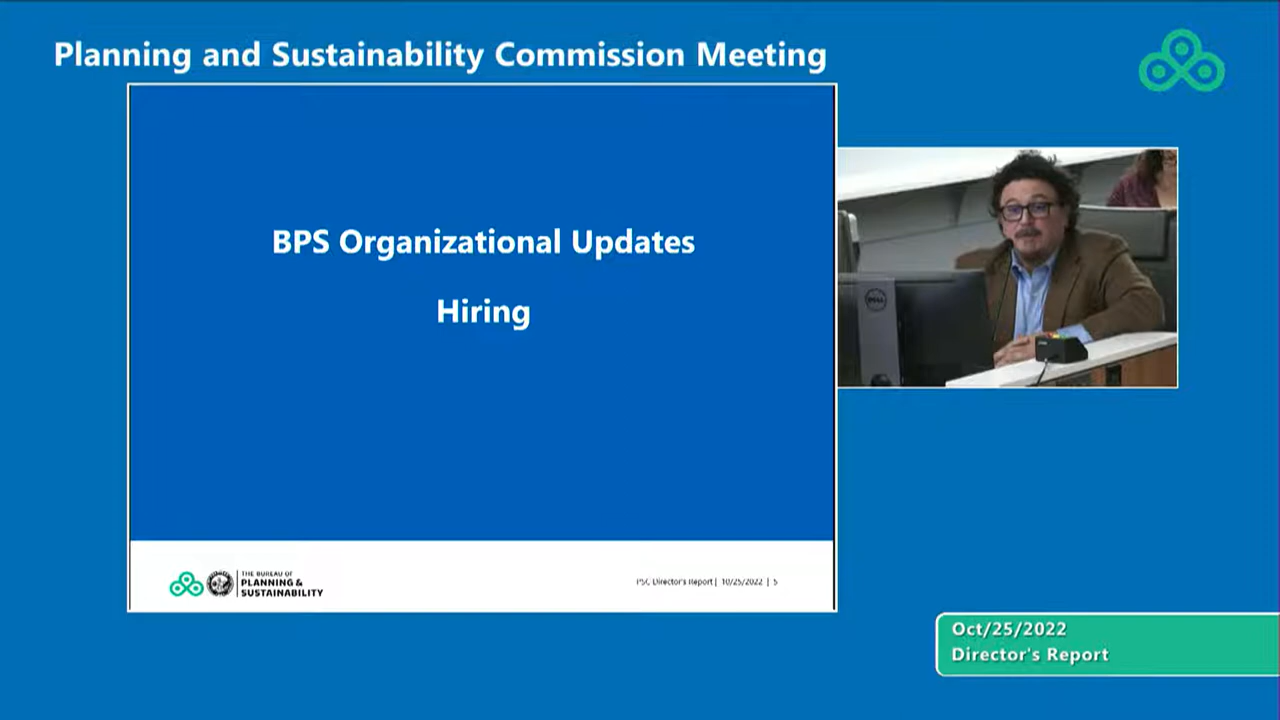 Planning and Sustainability Commission Meeting
BPS Organizational Updates
Hiring
THE BUREAU OF
PLANNING &
SUSTAINABILITY
PSC Director's Report | 10/25/2022 | 5
DELL
Oct/25/2022
Director's Report